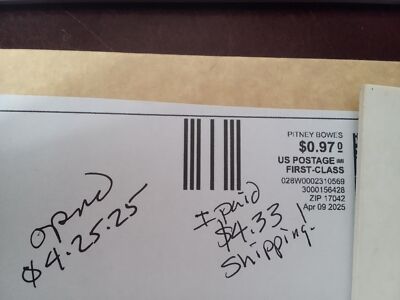 PITNEY BOWES
$0.97⁰
US POSTAGE IMI
FIRST-CLASS
028W0002310569
3000156428
ZIP 17042
Apr 09 2025
opnd
$4.25.25
I paid
$4.33
Shipping!